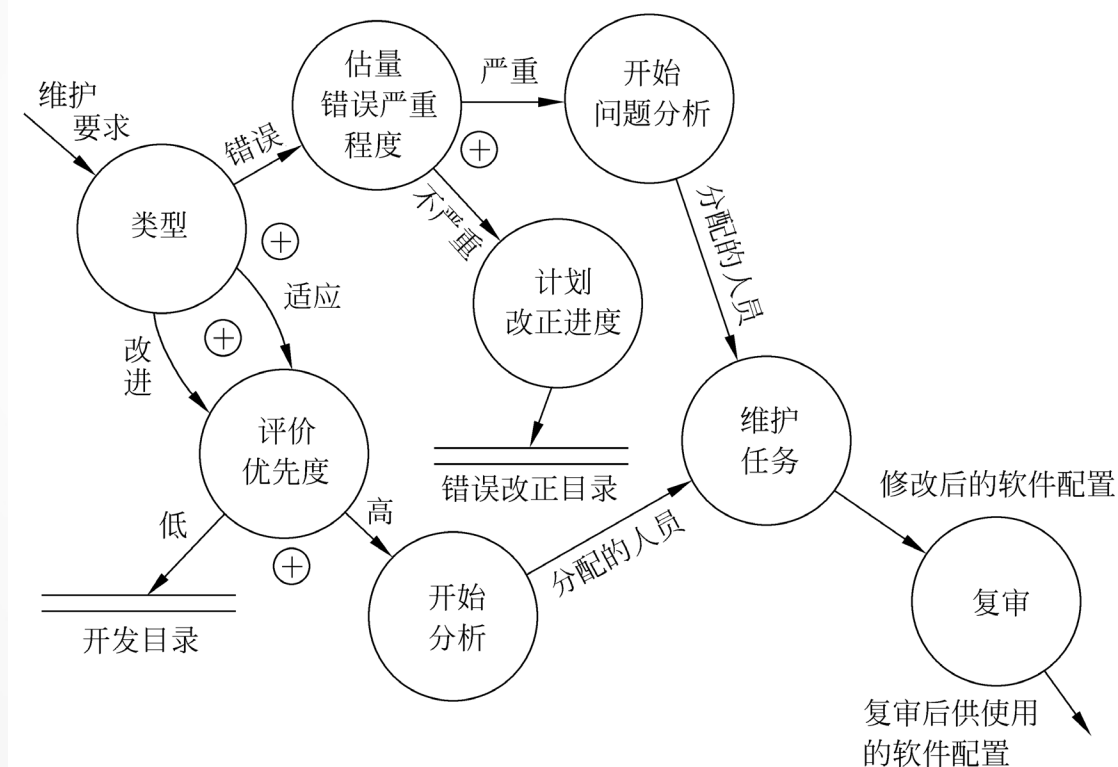 维护
要求
类型
错误
估量
错误严重
程度
严重
开始
问题分析
不严重
适应
改
进
计划
改正进度
分配的人员
评价
优先度
错误改正目录
维护
任务
低
高
开发目录
开始
分析
分配的人员
修改后的软件配置
复审
复审后供使用
的软件配置